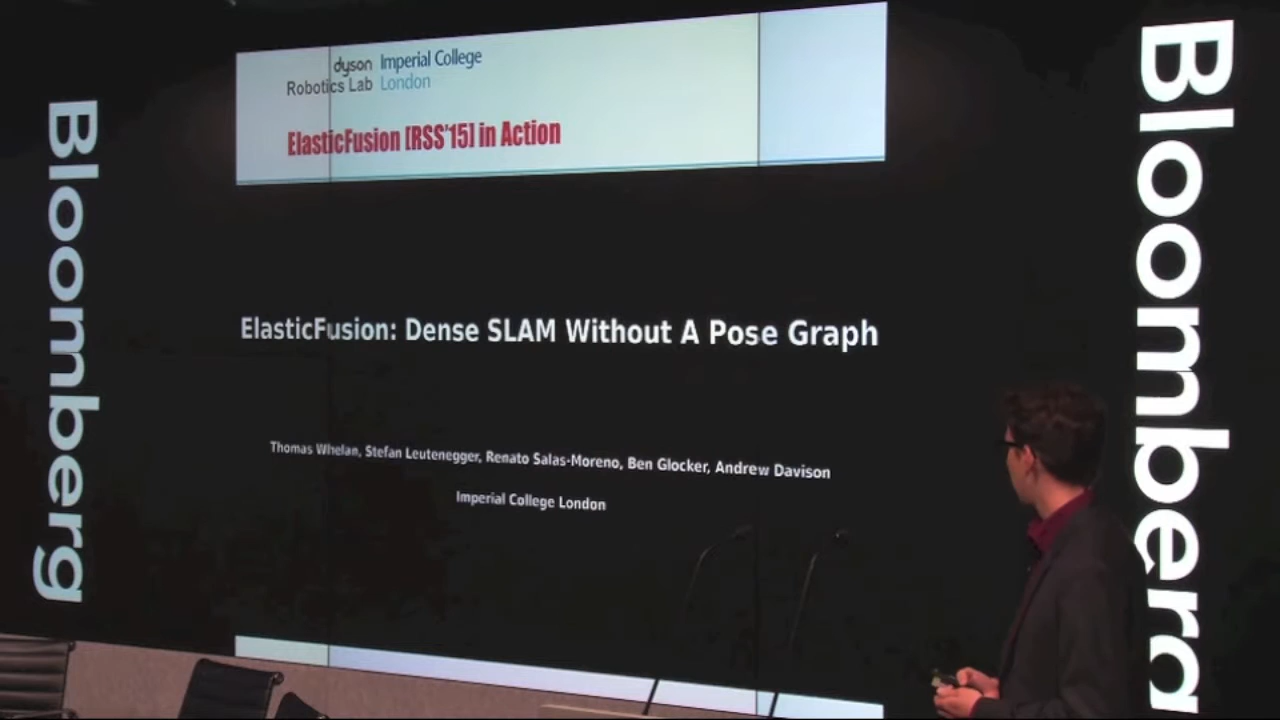 Bloomberg
dyson Imperial College
Robotics Lab London
ElasticFusion [RSS'15] in Action
ElasticFusion: Dense SLAM Without A Pose Graph
Thomas Whelan, Stefan Leutenegger, Renato Salas-Moreno, Ben Glocker, Andrew Davison
Imperial College London
Bloomberg